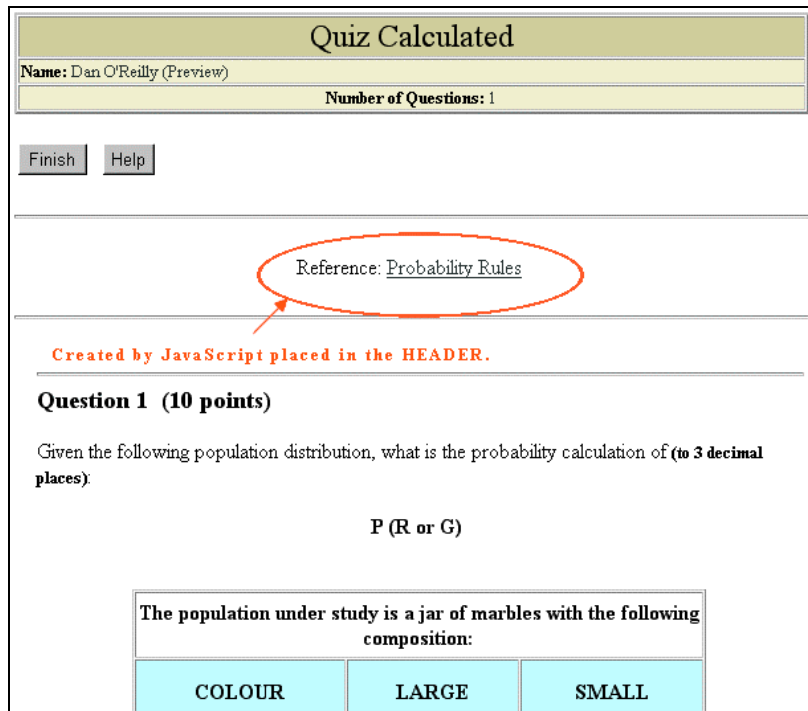 Quiz Calculated
Name: Dan O'Reilly (Preview)
Number of Questions: 1
Finish Help
Reference: Probability Rules
Created by JavaScript placed in the HEADER.
Question 1 (10 points)
Given the following population distribution, what is the probability calculation of (to 3 decimal
places):
P (R or G)
The population under study is a jar of marbles with the following
composition:
COLOUR LARGE SMALL